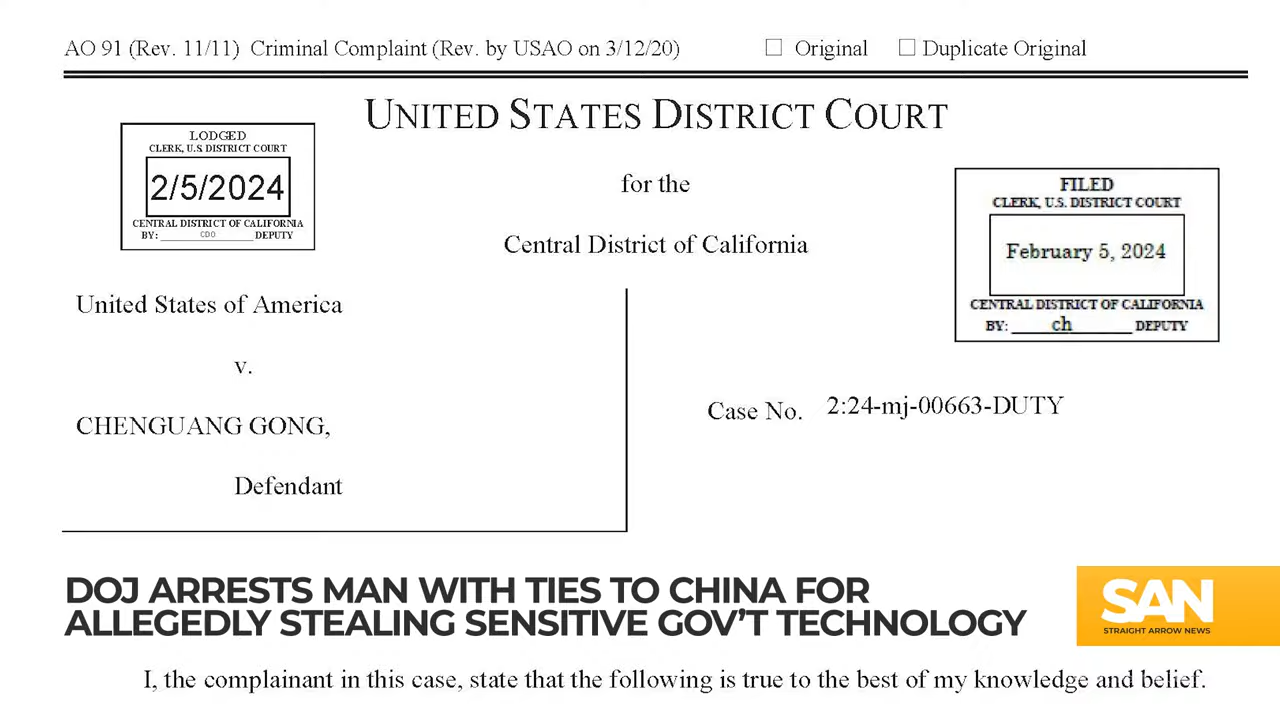 AO 91 (Rev. 11/11) Criminal Complaint (Rev. by USAO on 3/12/20) ☐ Original ☐ Duplicate Original
UNITED STATES DISTRICT COURT
LODGED
CLERK, U.S. DISTRICT COURT
2/5/2024
CENTRAL DISTRICT OF CALIFORNIA
BY: CDO DEPUTY
for the
Central District of California
FILED
CLERK, U.S. DISTRICT COURT
February 5, 2024
CENTRAL DISTRICT OF CALIFORNIA
BY: ch DEPUTY
United States of America
v.
CHENGUANG GONG,
Defendant
Case No. 2:24-mj-00663-DUTY
DOJ ARRESTS MAN WITH TIES TO CHINA FOR
ALLEGEDLY STEALING SENSITIVE GOV'T TECHNOLOGY
SAN
STRAIGHT ARROW NEWS
I, the complainant in this case, state that the following is true to the best of my knowledge and belief.